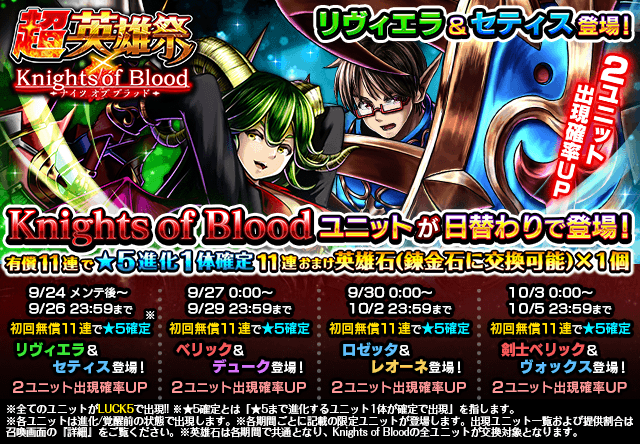 超英雄祭
Knights of Blood
ナイツ オブ ブラッド
リヴィエラ&セティス登場!
2ユニット
出現確率UP
Knights of Blood ユニットが日替わりで登場!
有償11連で★5進化1体確定 11連おまけ英雄石(錬金石に交換可能)×1個
9/24 メンテ後〜
9/26 23:59まで ※
初回無償11連で★5確定
リヴィエラ&
セティス登場!
2ユニット出現確率UP
9/27 0:00〜
9/29 23:59まで
初回無償11連で★5確定
ベリック&
デューク登場!
2ユニット出現確率UP
9/30 0:00〜
10/2 23:59まで
初回無償11連で★5確定
ロゼッタ&
レオーネ登場!
2ユニット出現確率UP
10/3 0:00〜
10/5 23:59まで
初回無償11連で★5確定
剣士ベリック&
ヴォックス登場!
2ユニット出現確率UP
※全てのユニットがLUCK5で出現!! ※★5確定とは「★5まで進化するユニット1体が確定で出現」を指します。
※各ユニットは進化/覚醒前の状態で出現します。※各期間ごとに記載の限定ユニットが登場します。出現ユニット一覧および提供割合は
召喚画面の『詳細』をご覧ください。※英雄石は各期間で共通となり、Knights of Bloodの全ユニットが交換対象となります。